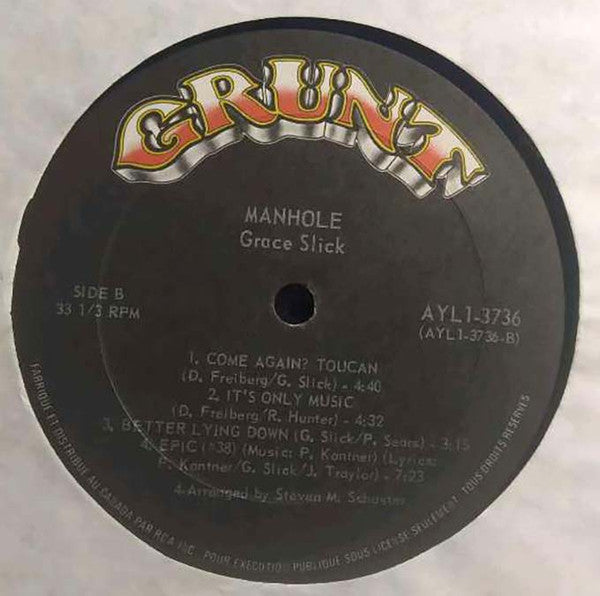 GRUNT
MANHOLE
Grace Slick
SIDE B
33 1/3 RPM
AYL1-3736
(AYL1-3736-B)
1. COME AGAIN? TOUCAN
(D. Freiberg/G. Slick) - 4:40
2. IT'S ONLY MUSIC
(D. Freiberg/R. Hunter) - 4:32
3. BETTER LYING DOWN (G. Slick/P. Sears) - 3:15
4. EPIC (#38) (Music: P. Kantner) (Lyrics:
P. Kantner/G. Slick/J. Traylor) - 7:23
4-Arranged by Steven M. Schuster
FABRIQUÉ ET DISTRIBUÉ AU CANADA PAR RCA INC. POUR EXÉCUTION PUBLIQUE SOUS LICENSE SEULEMENT. TOUS DROITS RESERVES